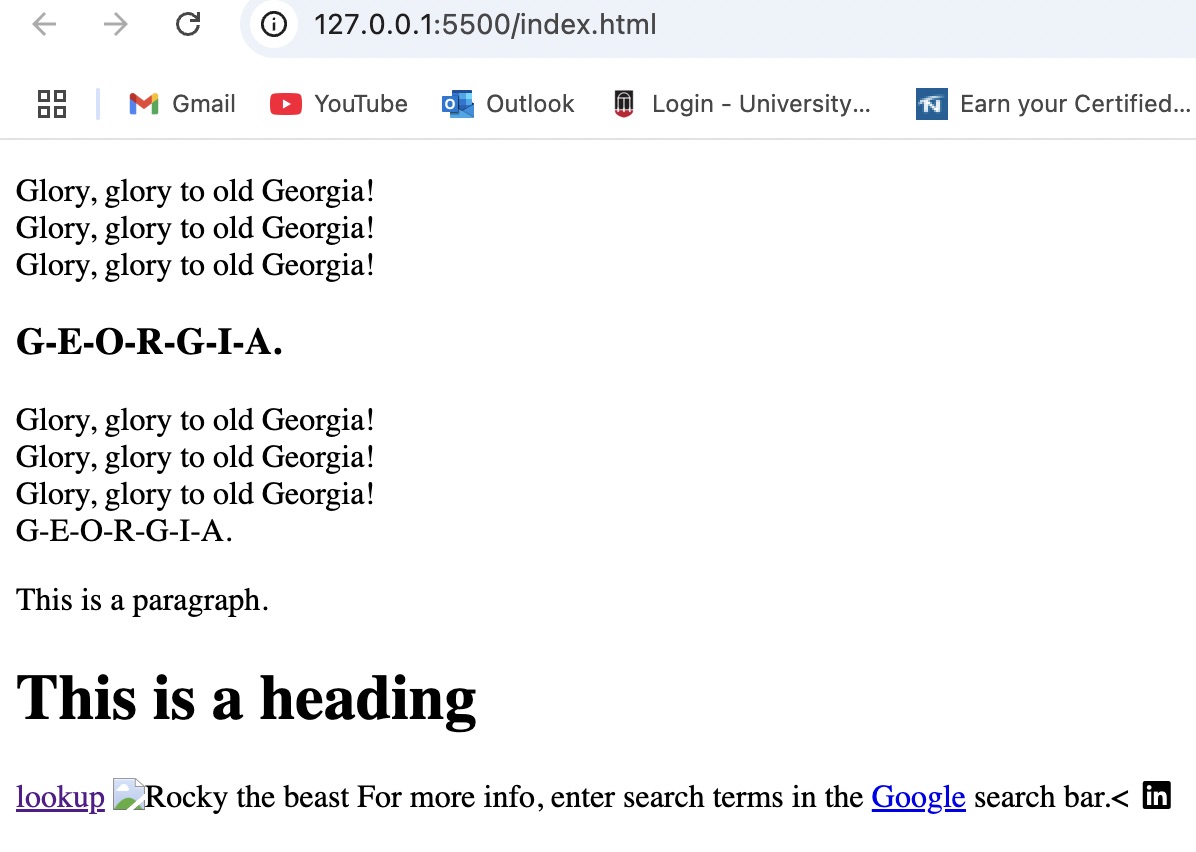 127.0.0.1:5500/index.html
Gmail YouTube Outlook Login - University... Earn your Certified...
Glory, glory to old Georgia!
Glory, glory to old Georgia!
Glory, glory to old Georgia!
G-E-O-R-G-I-A.
Glory, glory to old Georgia!
Glory, glory to old Georgia!
Glory, glory to old Georgia!
G-E-O-R-G-I-A.
This is a paragraph.
This is a heading
lookup Rocky the beast For more info, enter search terms in the Google search bar.< in